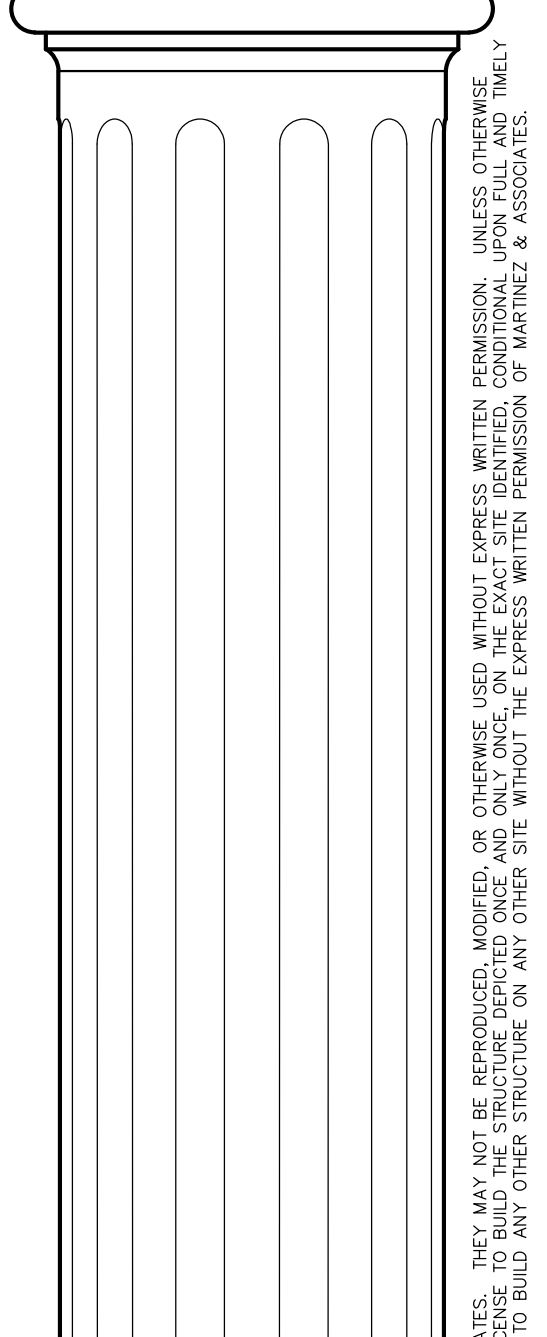 THEY MAY NOT BE REPRODUCED, MODIFIED, OR OTHERWISE USED WITHOUT EXPRESS WRITTEN PERMISSION. UNLESS OTHERWISE
TO BUILD THE STRUCTURE DEPICTED ONCE AND ONLY ONCE, ON THE EXACT SITE IDENTIFIED, CONDITIONAL UPON FULL AND TIMELY
TO BUILD ANY OTHER STRUCTURE ON ANY OTHER SITE WITHOUT THE EXPRESS WRITTEN PERMISSION OF MARTINEZ & ASSOCIATES.